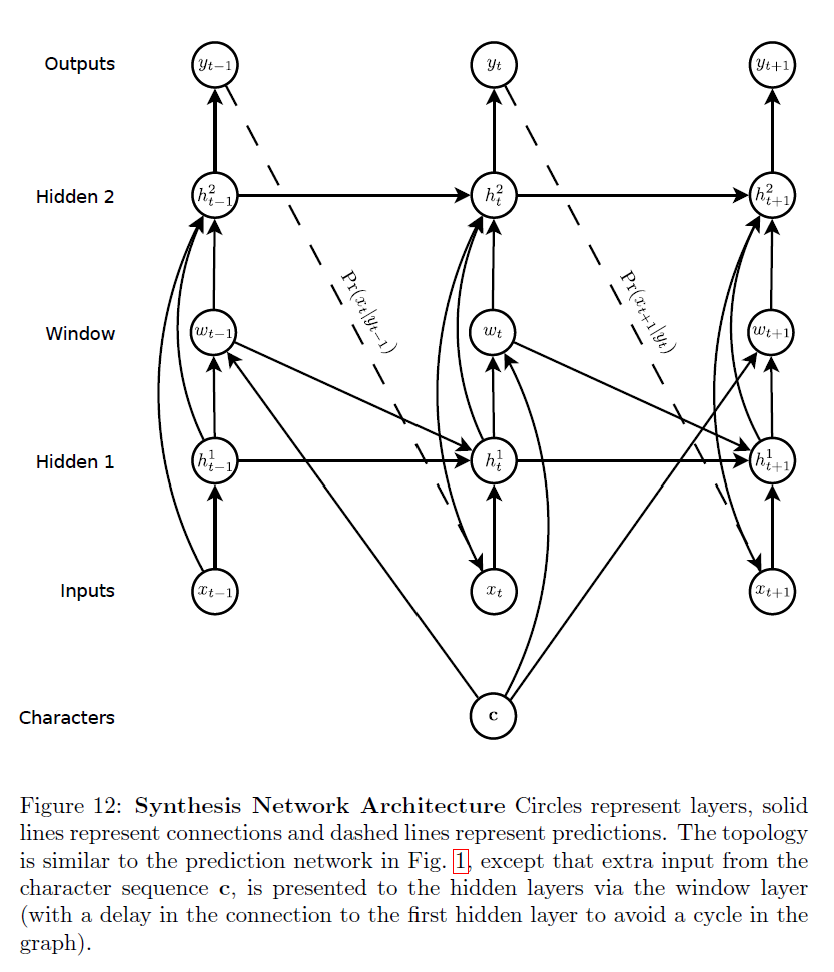 Outputs
y_{t−1}
y_t
y_{t+1}
Hidden 2
h^2_{t−1}
h^2_t
h^2_{t+1}
Pr(x_t|y_{t−1})
Pr(x_{t+1}|y_t)
Window
w_{t−1}
w_t
w_{t+1}
Hidden 1
h^1_{t−1}
h^1_t
h^1_{t+1}
Inputs
x_{t−1}
x_t
x_{t+1}
Characters
c
Figure 12: Synthesis Network Architecture Circles represent layers, solid
lines represent connections and dashed lines represent predictions. The topology
is similar to the prediction network in Fig. 1, except that extra input from the
character sequence c, is presented to the hidden layers via the window layer
(with a delay in the connection to the first hidden layer to avoid a cycle in the
graph).